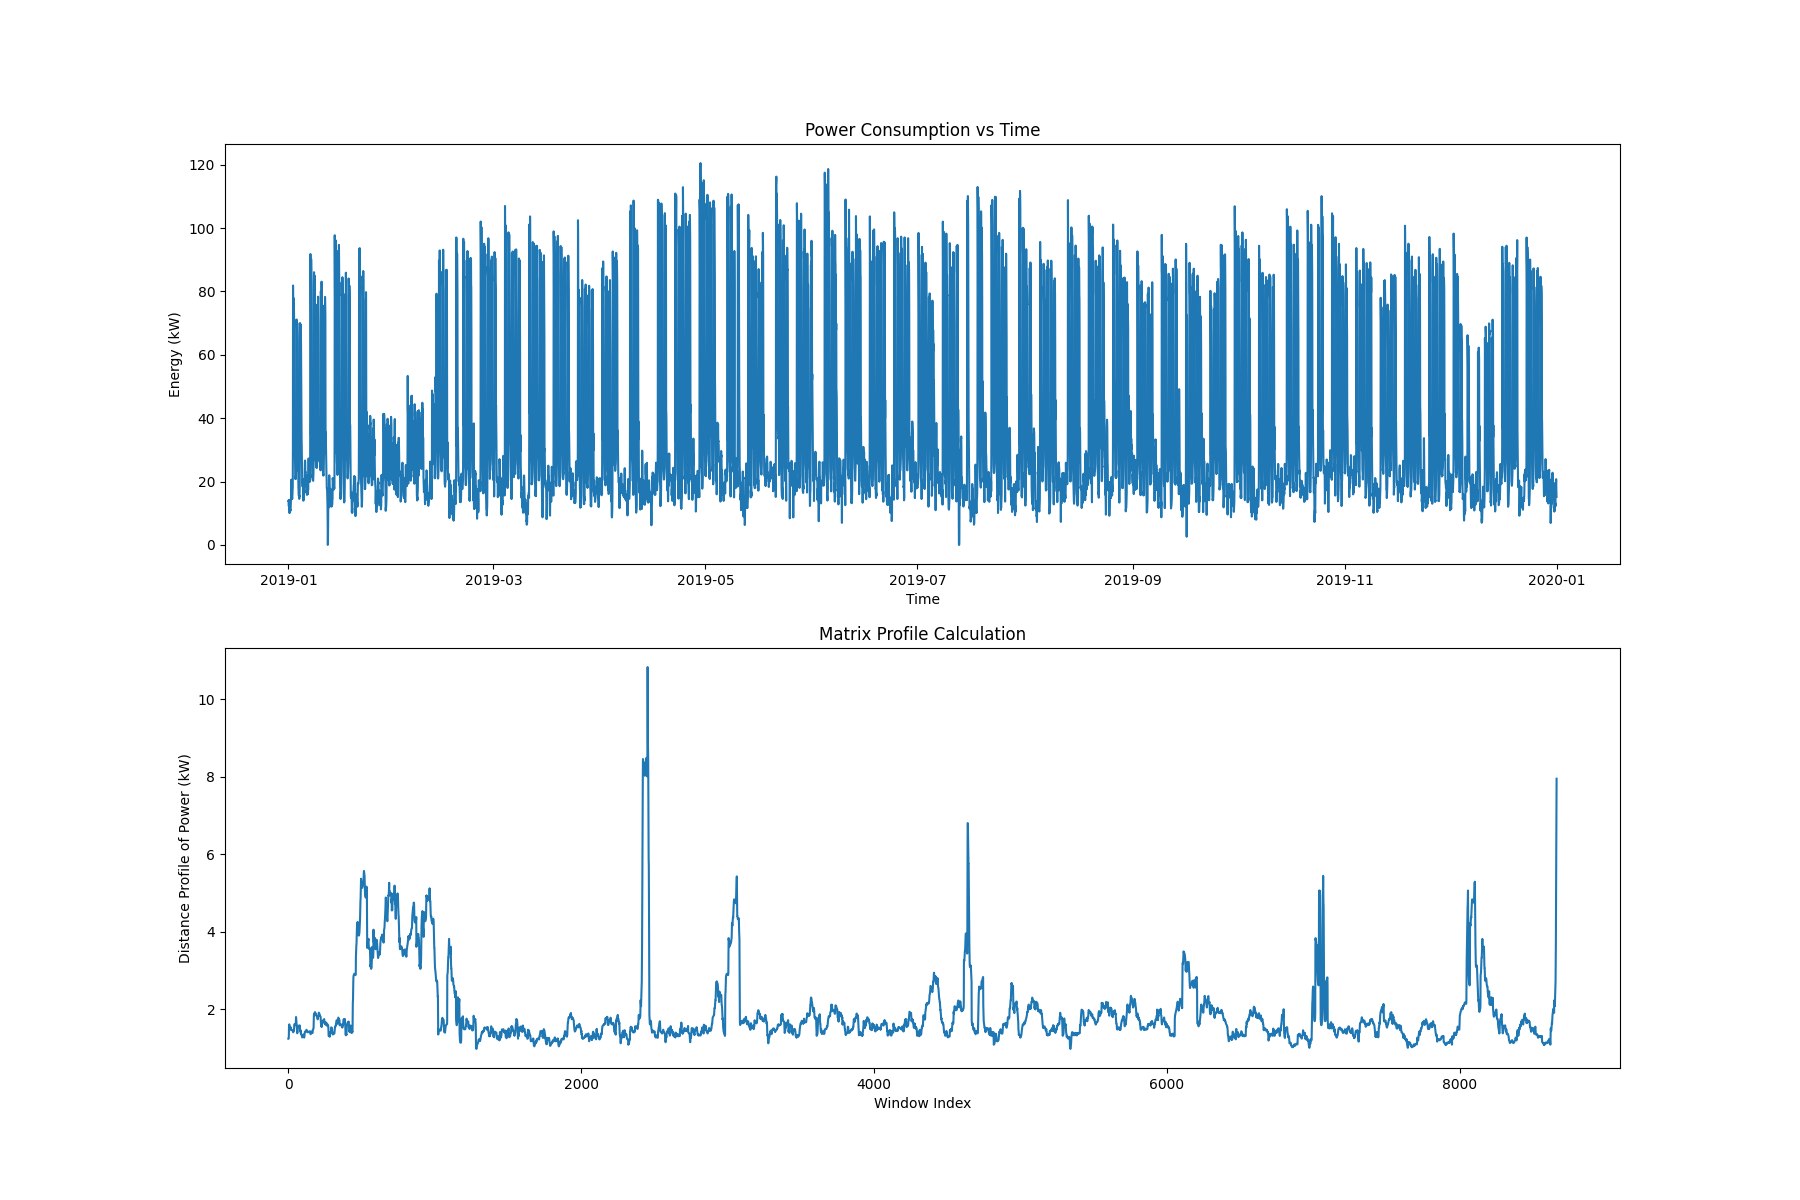 Power Consumption vs Time
120
100
80
60
40
20
0
Energy (kW)
2019-01 2019-03 2019-05 2019-07 2019-09 2019-11 2020-01
Time
Matrix Profile Calculation
10
8
6
4
2
Distance Profile of Power (kW)
0 2000 4000 6000 8000
Window Index